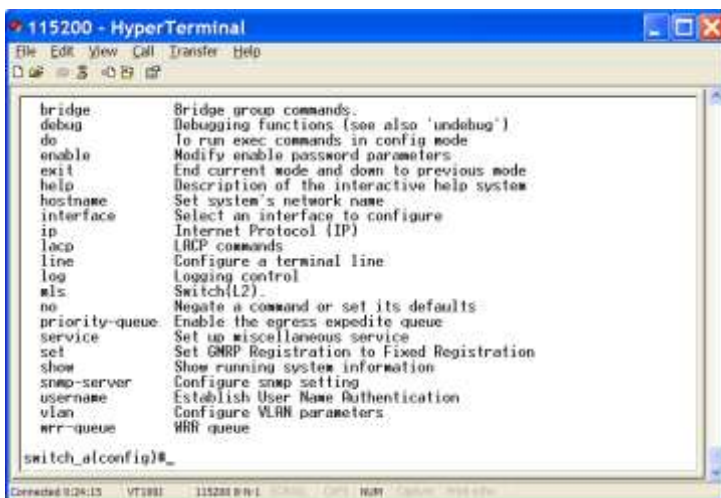 115200 - HyperTerminal
File Edit View Call Transfer Help
bridge Bridge group commands.
debug Debugging functions (see also 'undebug')
do To run exec commands in config mode
enable Modify enable password parameters
exit End current mode and down to previous mode
help Description of the interactive help system
hostname Set system's network name
interface Select an interface to configure
ip Internet Protocol (IP)
lacp LACP commands
line Configure a terminal line
log Logging control
mls Switch(L2).
no Negate a command or set its defaults
priority-queue Enable the egress expedite queue
service Set up miscellaneous service
set Set GMRP Registration to Fixed Registration
show Show running system information
snmp-server Configure snmp setting
username Establish User Name Authentication
vlan Configure VLAN parameters
wrr-queue WRR queue
switch_a(config)#_
Connected 0:24:15 VT100J 115200 8-N-1 SCROLL CAPS NUM Capture Print echo